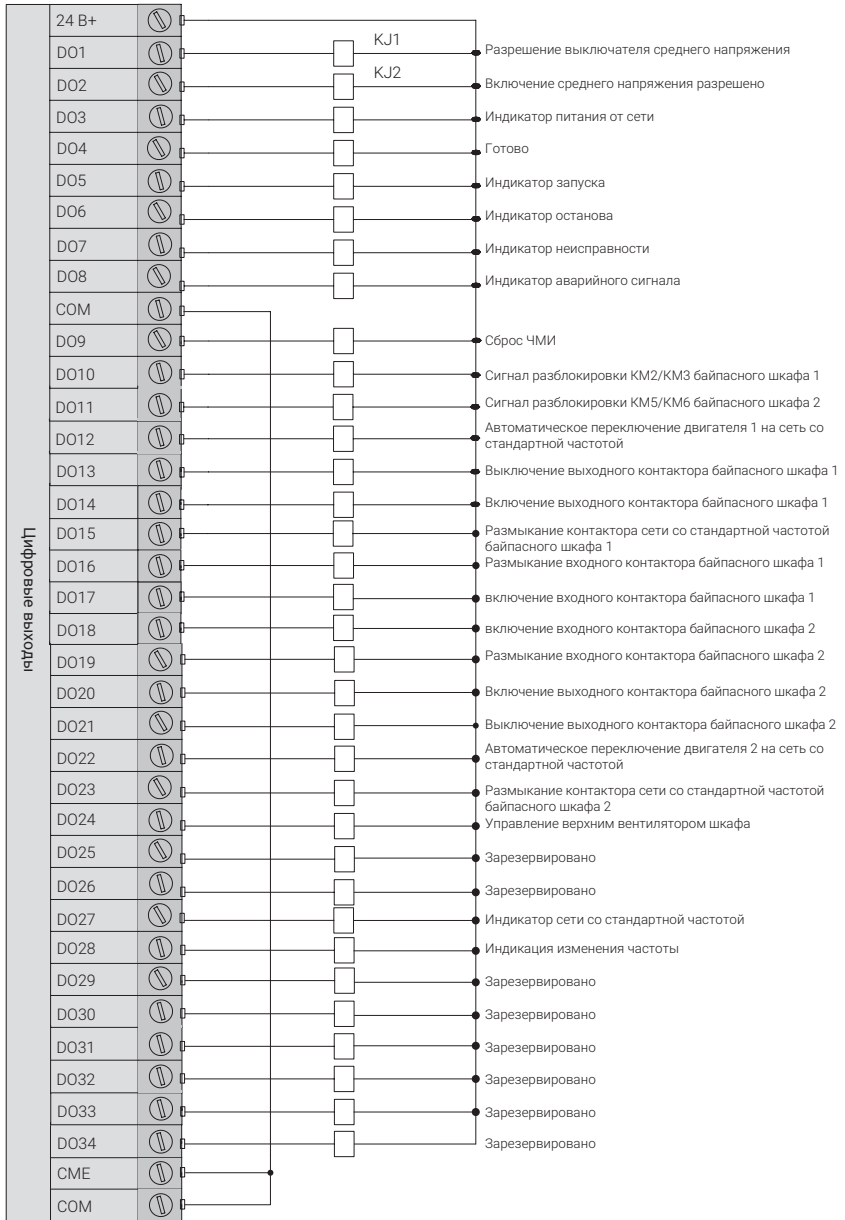 24 В+
DO1
KJ1
Разрешение выключателя среднего напряжения
DO2
KJ2
Включение среднего напряжения разрешено
DO3
Индикатор питания от сети
DO4
Готово
DO5
Индикатор запуска
DO6
Индикатор останова
DO7
Индикатор неисправности
DO8
Индикатор аварийного сигнала
COM
DO9
Сброс ЧМИ
DO10
Сигнал разблокировки КМ2/КМ3 байпасного шкафа 1
DO11
Сигнал разблокировки КМ5/КМ6 байпасного шкафа 2
DO12
Автоматическое переключение двигателя 1 на сеть со
стандартной частотой
DO13
Выключение выходного контактора байпасного шкафа 1
DO14
Включение выходного контактора байпасного шкафа 1
DO15
Размыкание контактора сети со стандартной частотой
байпасного шкафа 1
DO16
Размыкание входного контактора байпасного шкафа 1
DO17
включение входного контактора байпасного шкафа 1
DO18
включение входного контактора байпасного шкафа 2
DO19
Размыкание входного контактора байпасного шкафа 2
DO20
Включение выходного контактора байпасного шкафа 2
DO21
Выключение выходного контактора байпасного шкафа 2
DO22
Автоматическое переключение двигателя 2 на сеть со
стандартной частотой
DO23
Размыкание контактора сети со стандартной частотой
байпасного шкафа 2
DO24
Управление верхним вентилятором шкафа
DO25
Зарезервировано
DO26
Зарезервировано
DO27
Индикатор сети со стандартной частотой
DO28
Индикация изменения частоты
DO29
Зарезервировано
DO30
Зарезервировано
DO31
Зарезервировано
DO32
Зарезервировано
DO33
Зарезервировано
DO34
Зарезервировано
CME
COM
Цифровые выходы